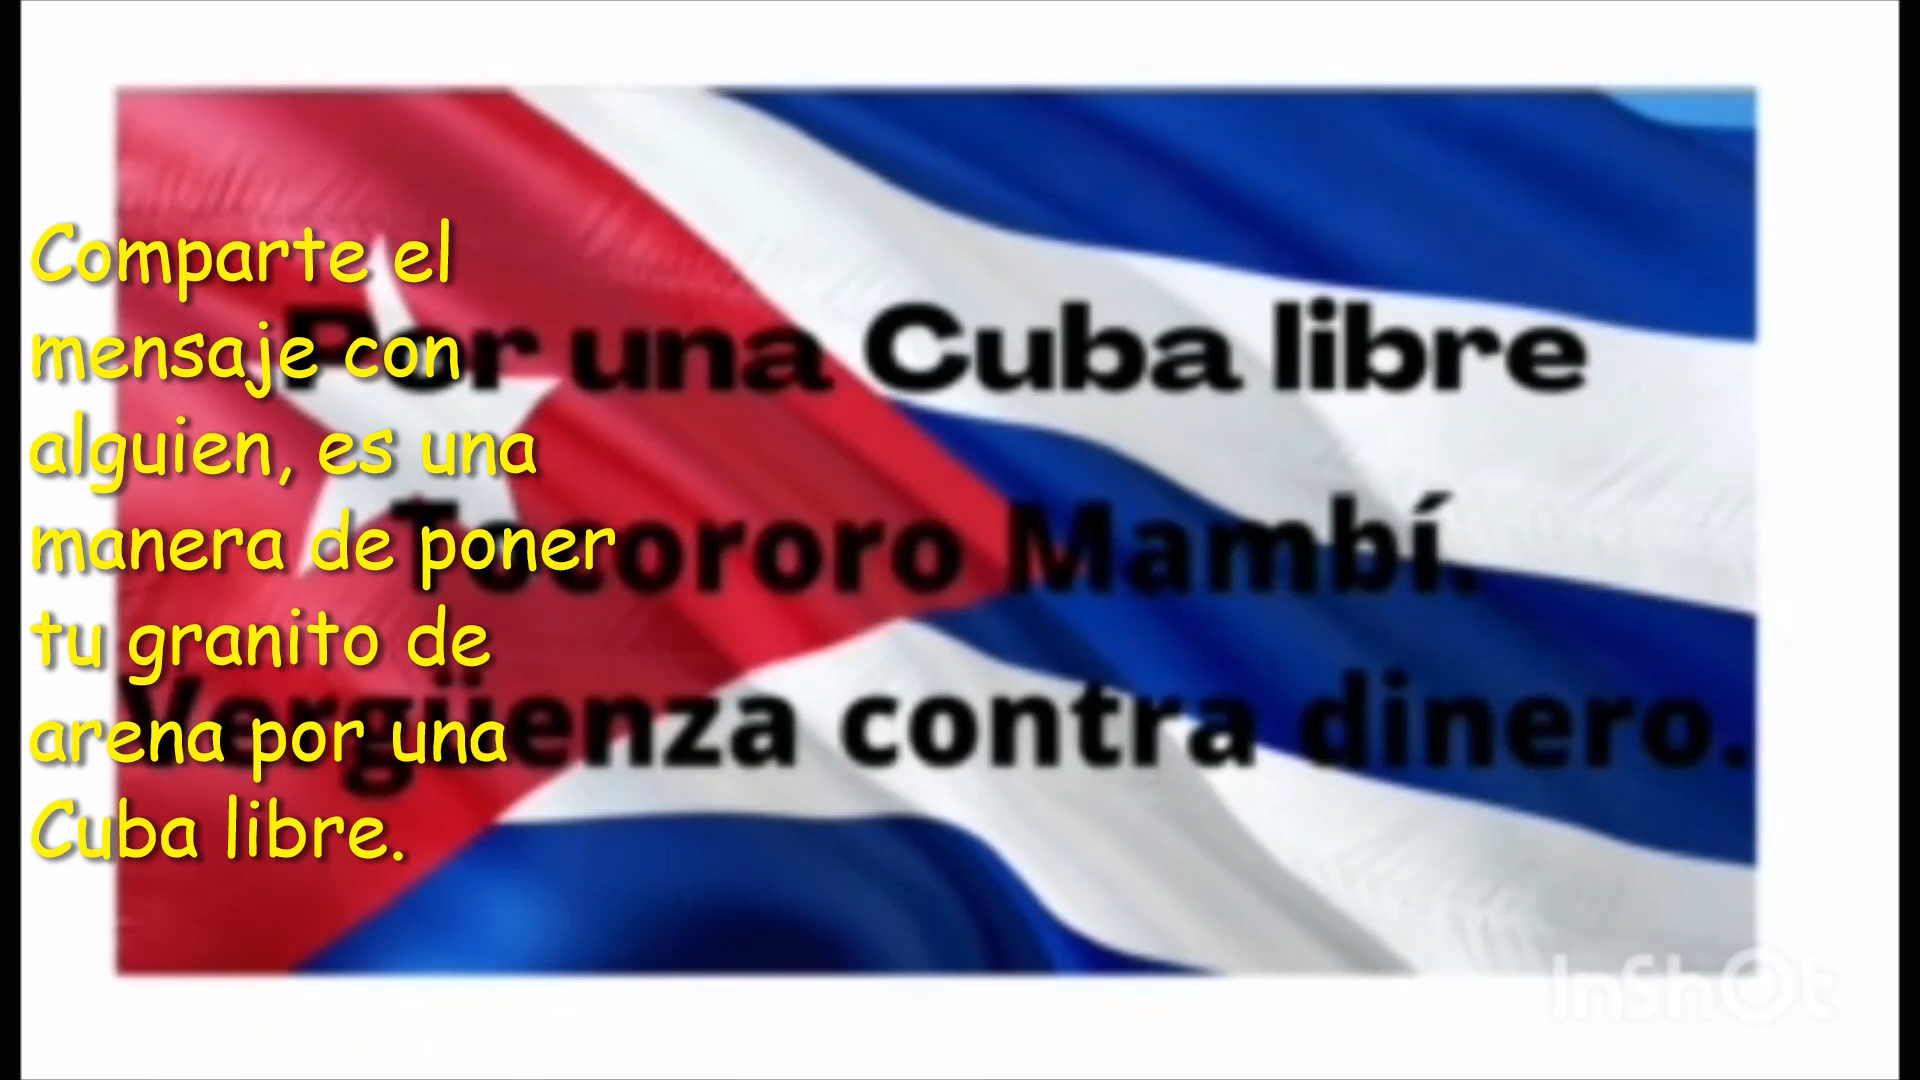 Comparte el
mensaje con
alguien, es una
manera de poner
tu granito de
arena por una
Cuba libre.
Por una Cuba libre
Tocororo Mambí.
Vergüenza contra dinero.
InShOt